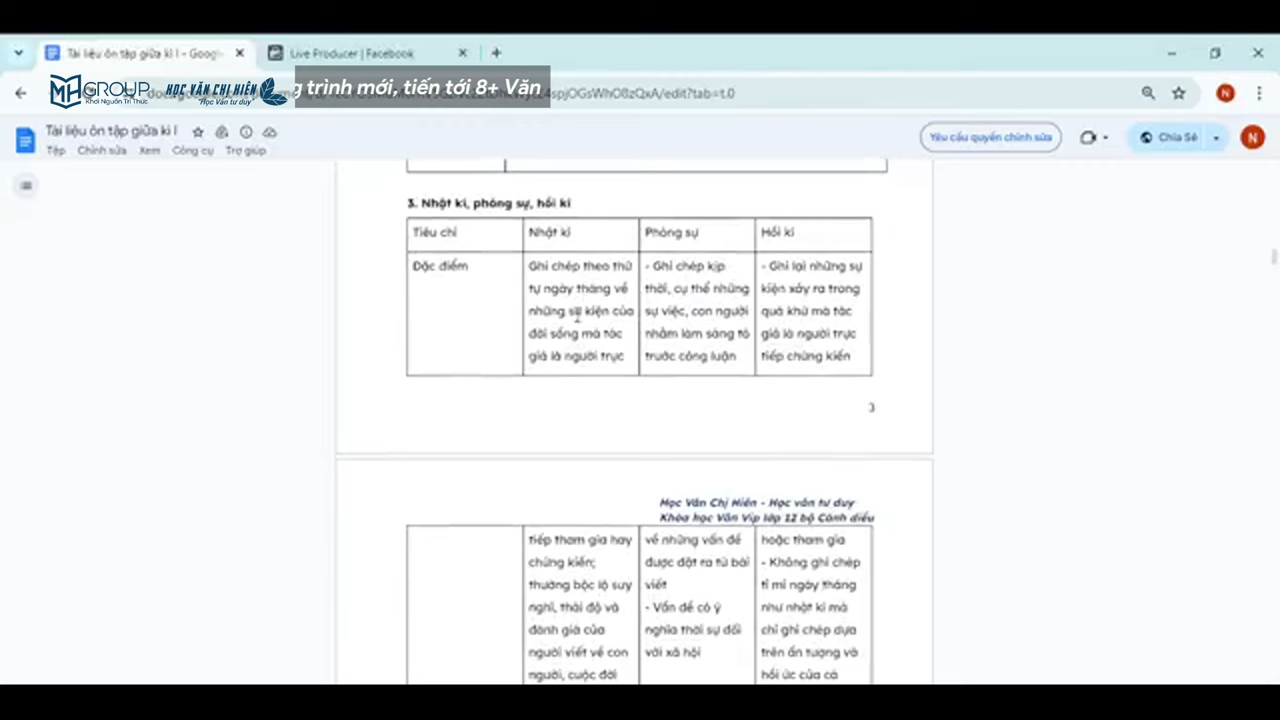 Tài liệu ôn tập giữa kì I - Googl
Live Producer | Facebook
MH GROUP
Khai Nguồn Tri Thức
HỌC VĂN CHỊ HIÊN
"Học Văn tư duy"
g trình mới, tiến tới 8+ Văn
spjOGsWhO8zQxA/edit?tab=t.0
N
Tài liệu ôn tập giữa kì I
Tệp Chỉnh sửa Xem Công cụ Trợ giúp
Yêu cầu quyền chỉnh sửa
Chia Sẻ
N
3. Nhật kí, phóng sự, hồi kí
Tiêu chí
Nhật kí
Phóng sự
Hồi kí
Đặc điểm
Ghi chép theo thứ
tự ngày tháng về
những sự kiện của
đời sống mà tác
giả là người trực
- Ghi chép kịp
thời, cụ thể những
sự việc, con người
nhằm làm sáng tỏ
trước công luận
- Ghi lại những sự
kiện xảy ra trong
quá khứ mà tác
giả là người trực
tiếp chứng kiến
3
Học Văn Chị Hiên - Học văn tư duy
Khóa học Văn Vip lớp 12 bộ Cánh diều
tiếp tham gia hay
chứng kiến;
thường bộc lộ suy
nghĩ, thái độ và
đánh giá của
người viết về con
người, cuộc đời
về những vấn đề
được đặt ra từ bài
viết
- Vấn đề có ý
nghĩa thời sự đối
với xã hội
hoặc tham gia
- Không ghi chép
tỉ mỉ ngày tháng
như nhật kí mà
chỉ ghi chép dựa
trên ấn tượng và
hồi ức của cá